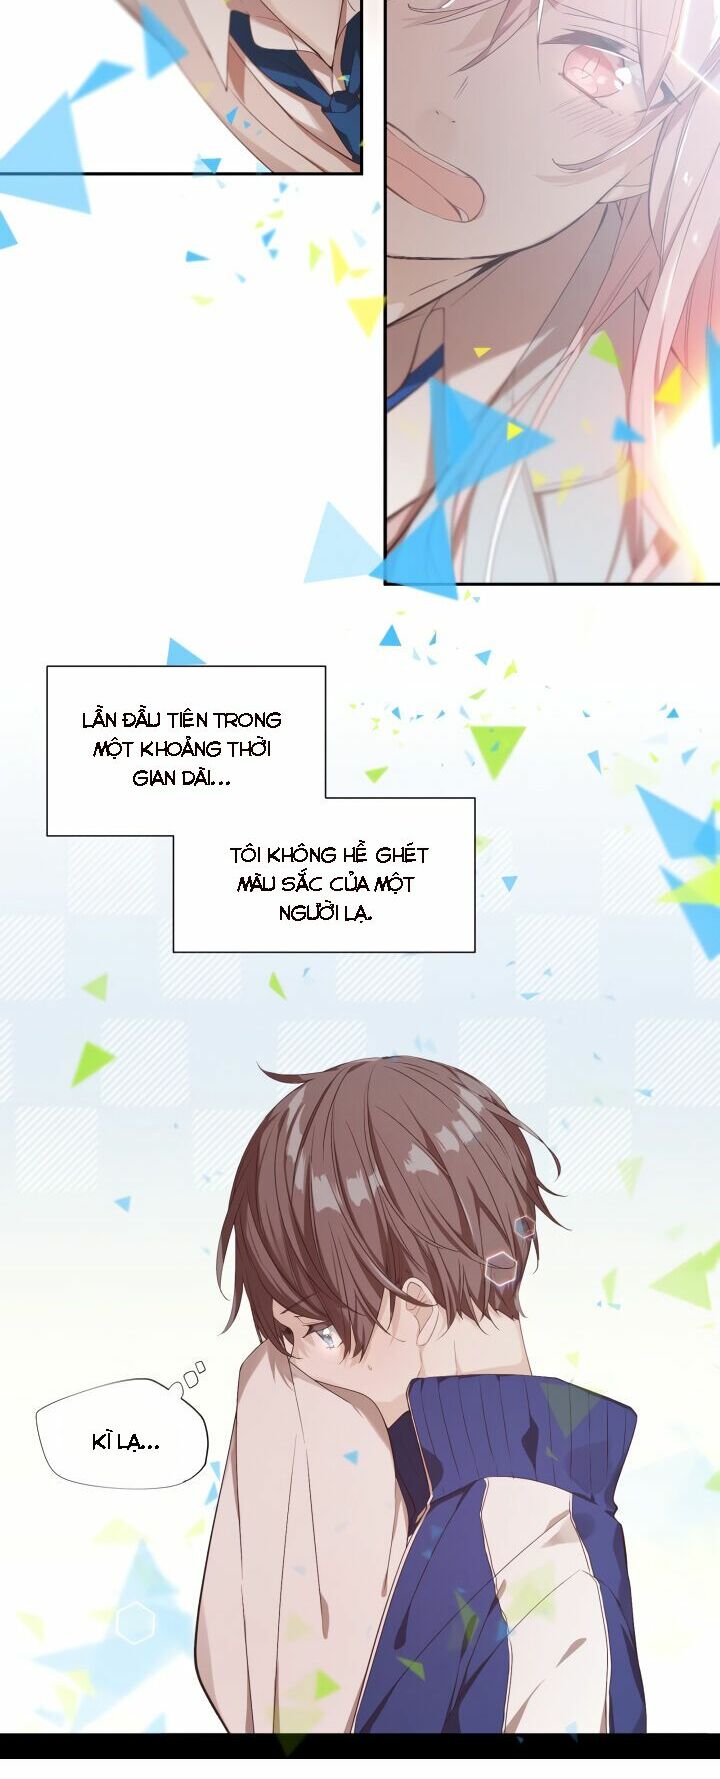 LẦN ĐẦU TIÊN TRONG
MỘT KHOẢNG THỜI
GIAN DÀI...
TÔI KHÔNG HỀ GHÉT
MÀU SẮC CỦA MỘT
NGƯỜI LẠ.
KÌ LẠ...